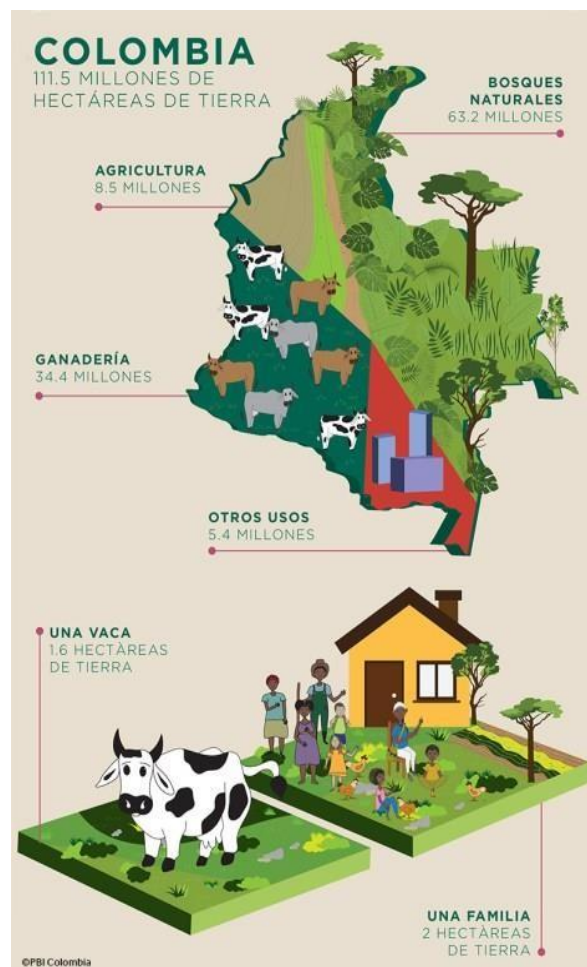 COLOMBIA
111.5 MILLONES DE
HECTÁREAS DE TIERRA
BOSQUES
NATURALES
63.2 MILLONES
AGRICULTURA
8.5 MILLONES
GANADERÍA
34.4 MILLONES
OTROS USOS
5.4 MILLONES
UNA VACA
1.6 HECTÀREAS
DE TIERRA
UNA FAMILIA
2 HECTÀREAS
DE TIERRA
©PBI Colombia